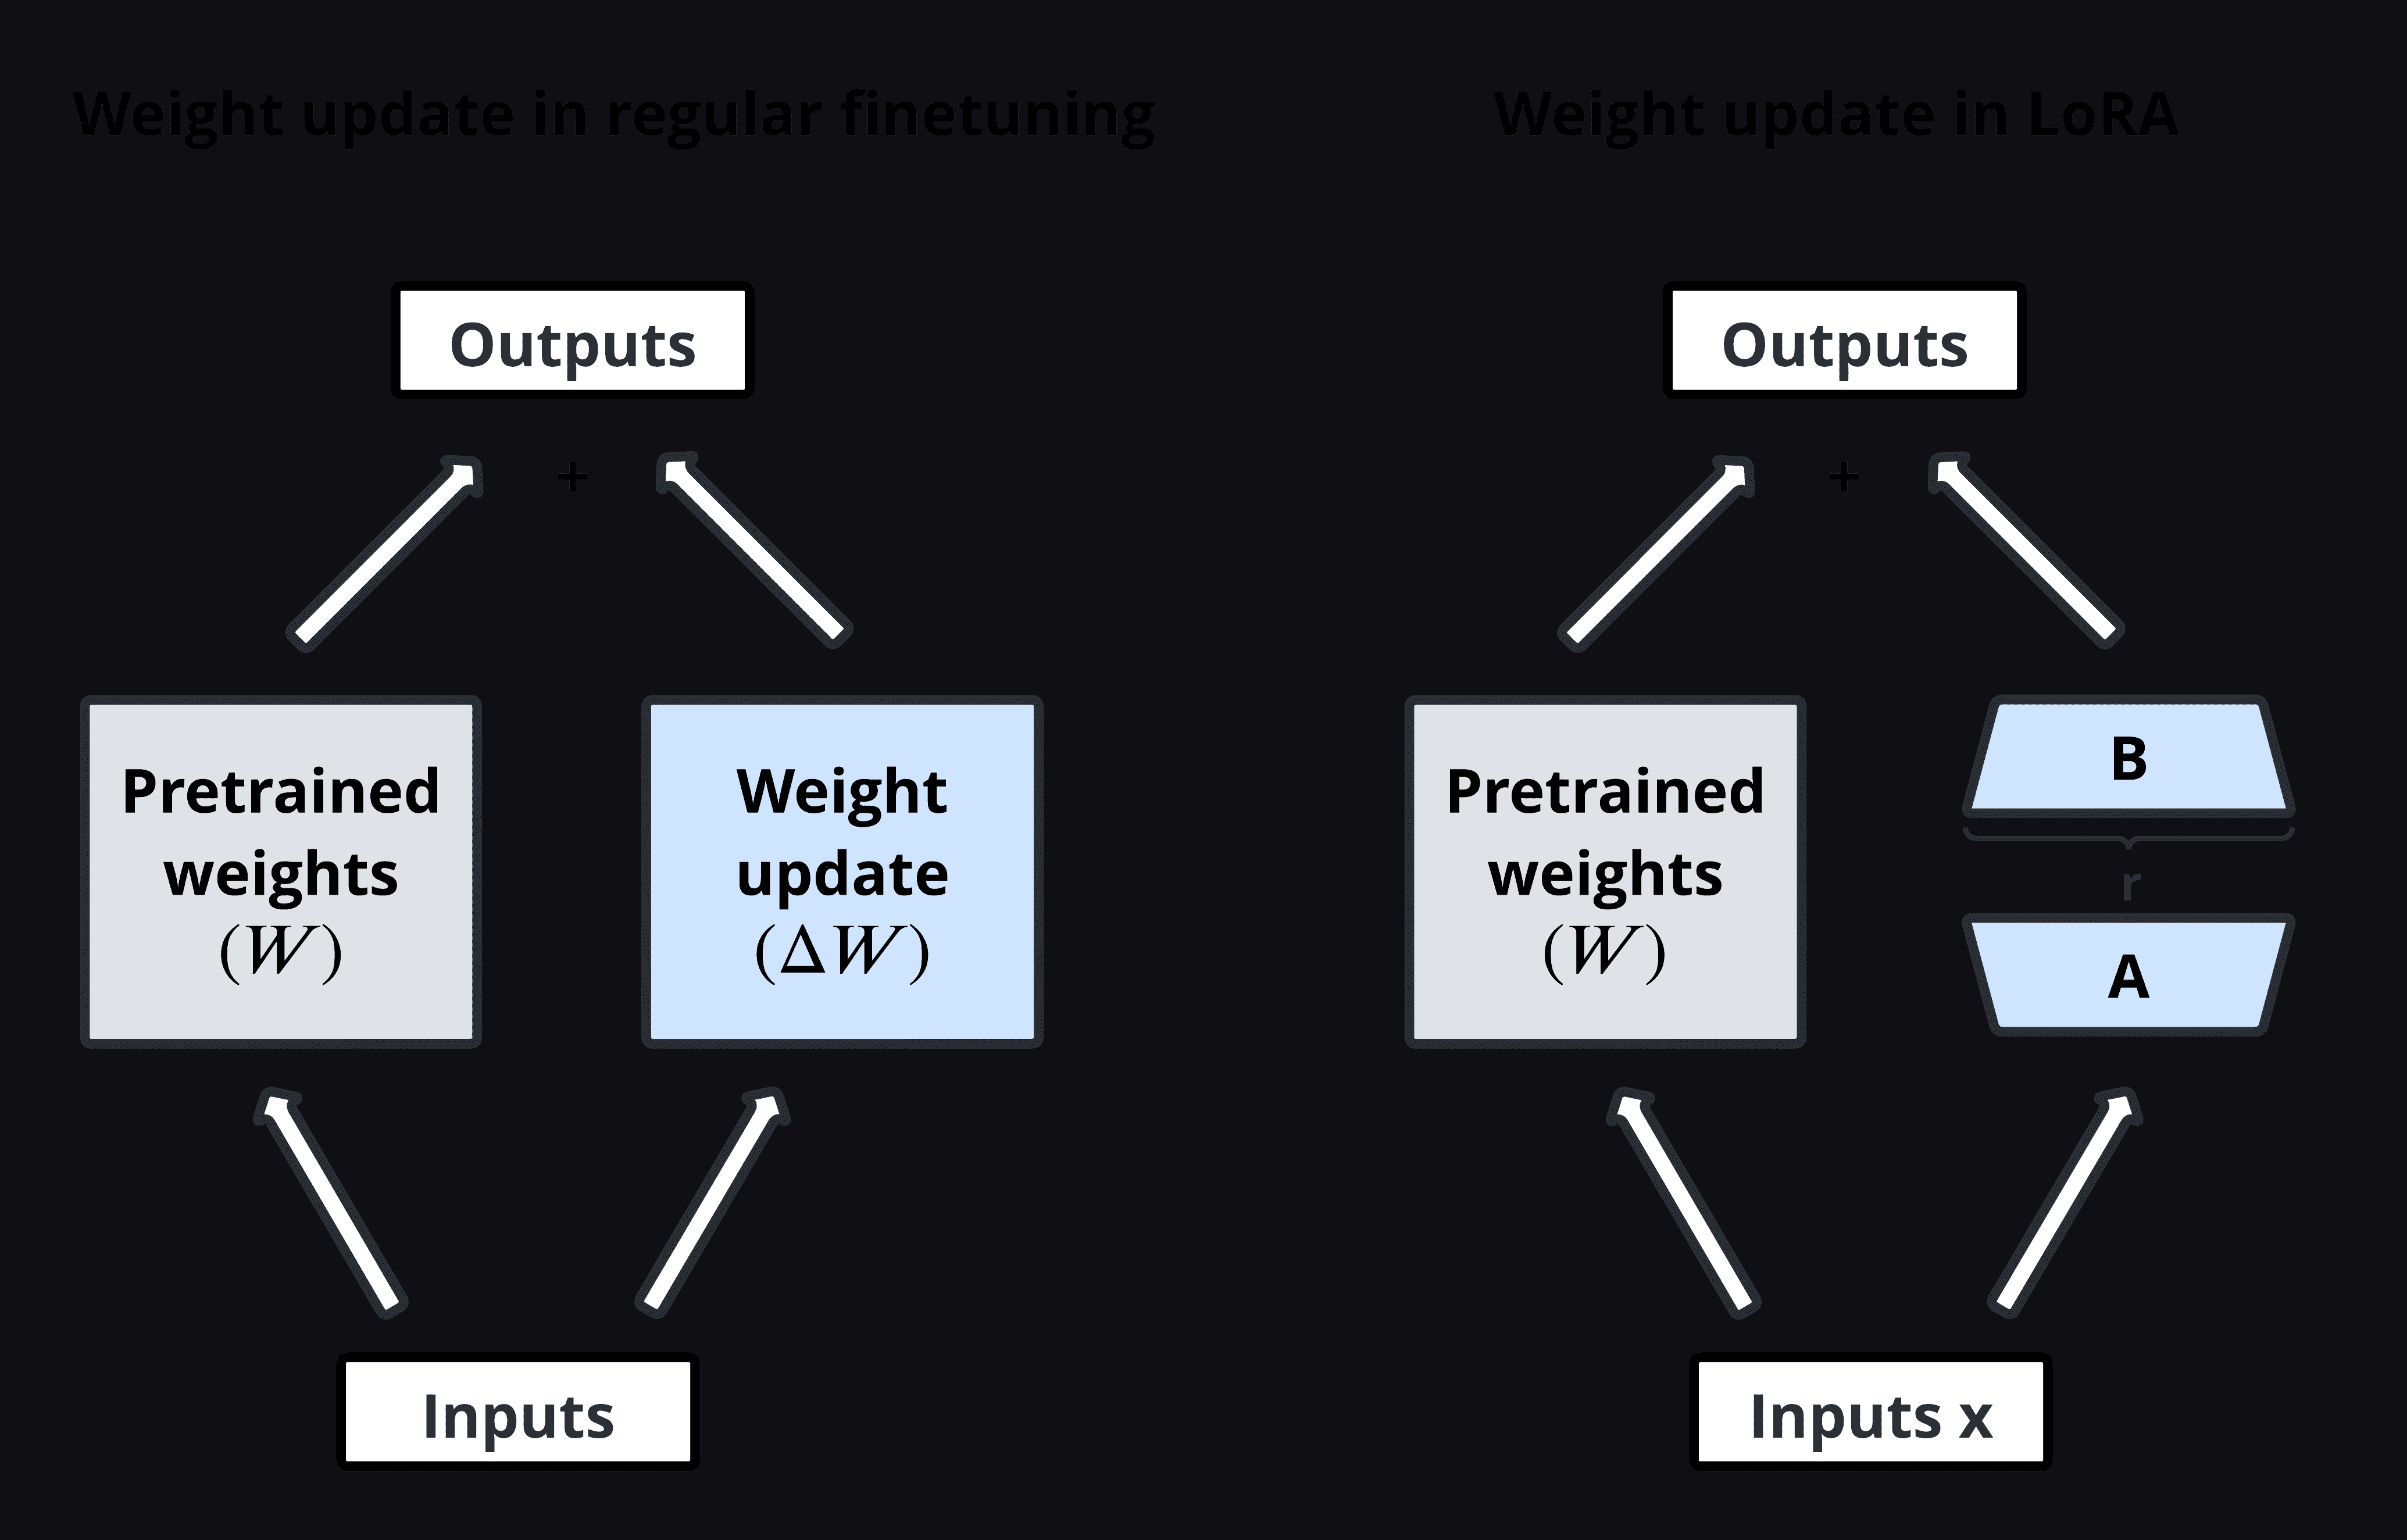 Weight update in regular finetuning
Outputs
+
Pretrained
weights
(W)
Weight
update
(ΔW)
Inputs
Weight update in LoRA
Outputs
+
Pretrained
weights
(W)
B
r
A
Inputs x